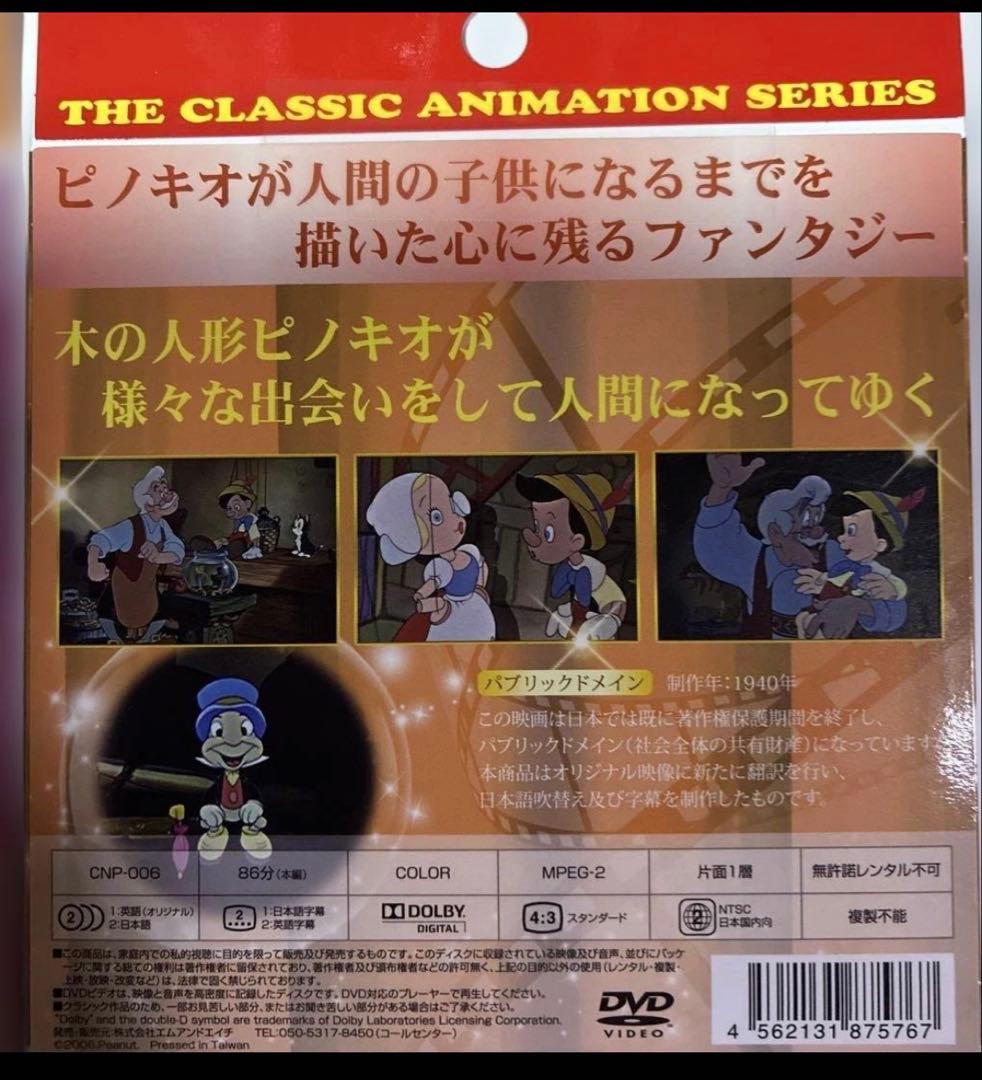 THE CLASSIC ANIMATION SERIES
ピノキオが人間の子供になるまでを
描いた心に残るファンタジー
木の人形ピノキオが
様々な出会いをして人間になってゆく
パブリックドメイン 制作年:1940年
この映画は日本では既に著作権保護期間を終了し、
パブリックドメイン(社会全体の共有財産)になっています。
本商品はオリジナル映像に新たに翻訳を行い、
日本語吹替え及び字幕を制作したものです。
CNP-006 86分(本編) COLOR MPEG-2 片面1層 無許諾レンタル不可
2 1:英語(オリジナル) 2 1:日本語字幕 DOLBY 4:3 スタンダード 2 NTSC 複製不能
2:日本語 2:英語字幕 DIGITAL 日本国内向
■この商品は、家庭内での私的視聴に目的を限って販売及び発売するものです。このディスクに収録されている映像及び音声、並びにパッケ
ージに関する総ての権利は著作権者に留保されており、著作権者及び頒布権者などの許可無く、上記の目的以外の使用(レンタル・複製・
上映・放映・改変など)は、法律で固く禁じられております。
■DVDビデオは、映像と音声を高密度に記録したディスクです。DVD対応のプレーヤーで再生してください。
■クラシック作品のため、一部お見苦しい部分、またはお聞き苦しい部分がある場合はご了承ください。
"Dolby" and the double-D symbol are trademarks of Dolby Laboratories Licensing Corporation.
発売・販売元:株式会社エムアンドエイチ TEL:050-5317-8450(コールセンター)
©2006 Peanut. Pressed in Taiwan
DVD
VIDEO
4 562131 875767